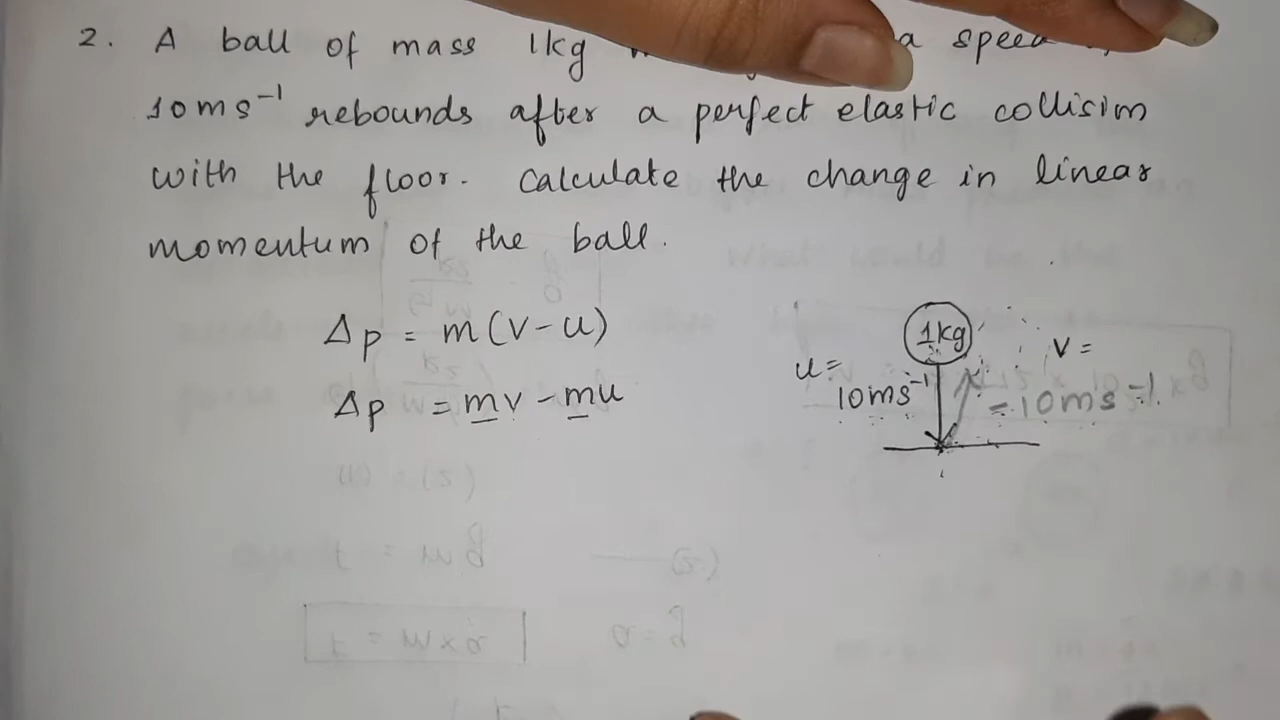 2. A ball of mass 1kg a speed
10ms⁻¹ rebounds after a perfect elastic collision
with the floor. Calculate the change in linear
momentum of the ball.
Δp = m(v-u)
Δp = mv - mu
1kg
u=
10ms⁻¹
v=
-10ms⁻¹.